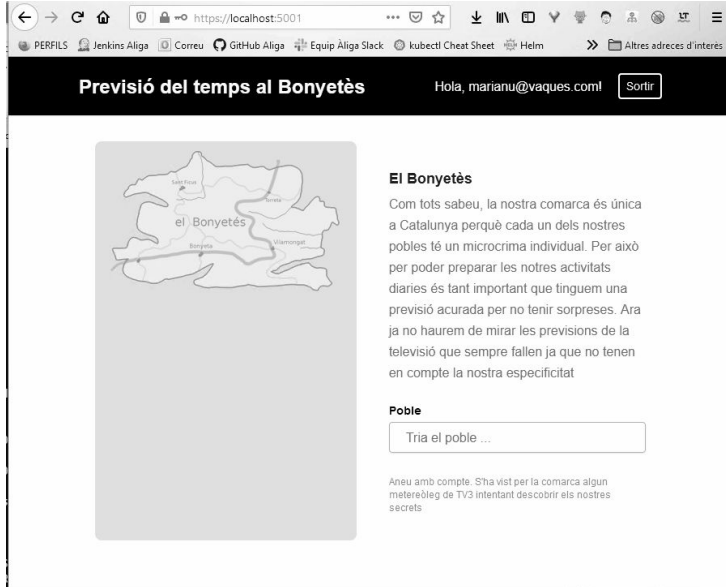 https://localhost:5001
PERFILS Jenkins Aliga Correu GitHub Aliga Equip Àliga Slack kubectl Cheat Sheet Helm Altres adreces d'interès
Previsió del temps al Bonyetès
Hola, marianu@vaques.com!
Sortir
Sant Ficus
Terrete
el Bonyetès
Vilamongat
Bonyeta
El Bonyetès
Com tots sabeu, la nostra comarca és única
a Catalunya perquè cada un dels nostres
pobles té un microcrima individual. Per això
per poder preparar les notres activitats
diaries és tant important que tinguem una
previsió acurada per no tenir sorpreses. Ara
ja no haurem de mirar les previsions de la
televisió que sempre fallen ja que no tenen
en compte la nostra especificitat
Poble
Tria el poble ...
Aneu amb compte. S'ha vist per la comarca algun
metereòleg de TV3 intentant descobrir els nostres
secrets